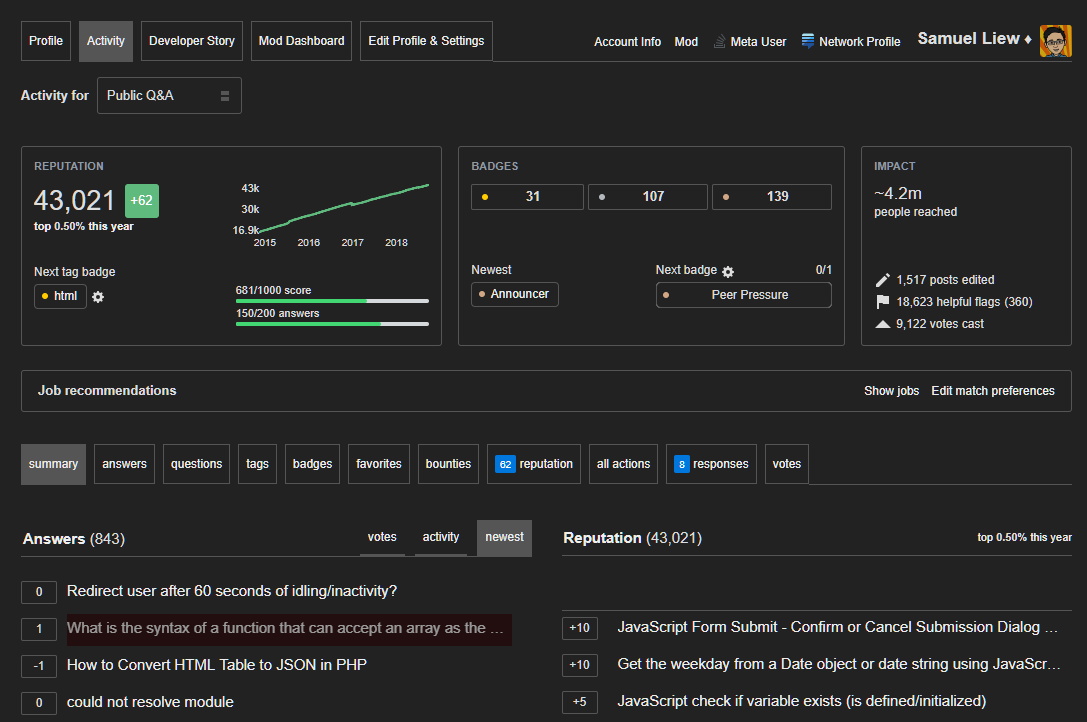 Profile Activity Developer Story Mod Dashboard Edit Profile & Settings Account Info Mod Meta User Network Profile Samuel Liew ♦
Activity for Public Q&A
REPUTATION
43,021 +62
top 0.50% this year
43k
30k
16.9k
2015 2016 2017 2018
Next tag badge
html
681/1000 score
150/200 answers
BADGES
31 107 139
Newest
Announcer
Next badge 0/1
Peer Pressure
IMPACT
~4.2m
people reached
1,517 posts edited
18,623 helpful flags (360)
9,122 votes cast
Job recommendations Show jobs Edit match preferences
summary answers questions tags badges favorites bounties 62 reputation all actions 8 responses votes
Answers (843) votes activity newest
0 Redirect user after 60 seconds of idling/inactivity?
1 What is the syntax of a function that can accept an array as the ...
-1 How to Convert HTML Table to JSON in PHP
0 could not resolve module
Reputation (43,021) top 0.50% this year
+10 JavaScript Form Submit - Confirm or Cancel Submission Dialog ...
+10 Get the weekday from a Date object or date string using JavaScr...
+5 JavaScript check if variable exists (is defined/initialized)